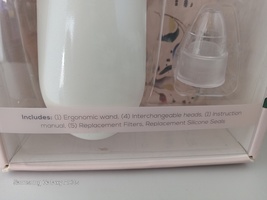 Includes: (1) Ergonomic wand, (4) Interchangeable heads, (1) Instruction
manual, (5) Replacement Filters, Replacement Silicone Seals